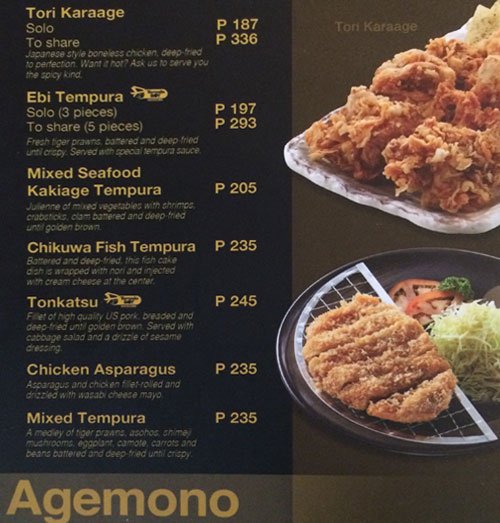 Tori Karaage
Solo P 187
To share P 336
Japanese style boneless chicken, deep-fried
to perfection. Want it hot? Ask us to serve you
the spicy kind.
Ebi Tempura
Solo (3 pieces) P 197
To share (5 pieces) P 293
Fresh tiger prawns, battered and deep-fried
until crispy. Served with special tempura sauce.
Mixed Seafood
Kakiage Tempura P 205
Julienne of mixed vegetables with shrimps,
crabsticks, clam battered and deep-fried
until golden brown.
Chikuwa Fish Tempura P 235
Battered and deep-fried, this fish cake
dish is wrapped with nori and injected
with cream cheese at the center.
Tonkatsu P 245
Fillet of high quality US pork, breaded and
deep-fried until golden brown. Served with
cabbage salad and a drizzle of sesame
dressing.
Chicken Asparagus P 235
Asparagus and chicken fillet-rolled and
drizzled with wasabi cheese mayo.
Mixed Tempura P 235
A medley of tiger prawns, asohos, shimeji
mushrooms, eggplant, camote, carrots and
beans battered and deep-fried until crispy.
Agemono
Tori Karaage